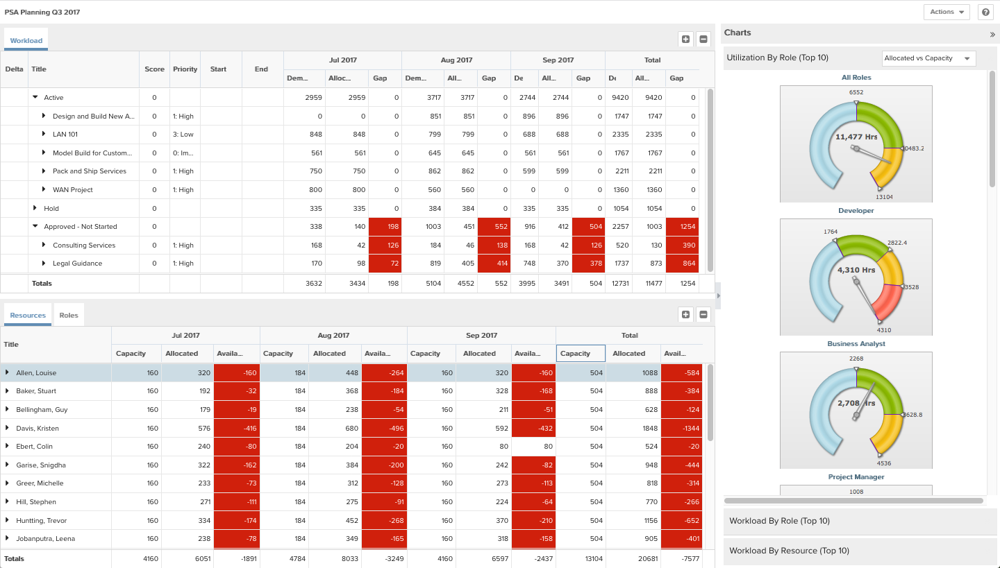 PSA Planning Q3 2017
Actions
Workload
Delta Title Score Priority Start End Jul 2017 Aug 2017 Sep 2017 Total
Dem... Alloc... Gap Dem... All... Gap De All... Gap De All... Gap
Active 0 2959 2959 0 3717 3717 0 2744 2744 0 9420 9420 0
Design and Build New A... 0 1: High 0 0 0 851 851 0 896 896 0 1747 1747 0
LAN 101 0 3: Low 848 848 0 799 799 0 688 688 0 2335 2335 0
Model Build for Custom... 0 0: Im... 561 561 0 645 645 0 561 561 0 1767 1767 0
Pack and Ship Services 0 1: High 750 750 0 862 862 0 599 599 0 2211 2211 0
WAN Project 0 1: High 800 800 0 560 560 0 0 0 0 1360 1360 0
Hold 0 335 335 0 384 384 0 335 335 0 1054 1054 0
Approved - Not Started 0 338 140 198 1003 451 552 916 412 504 2257 1003 1254
Consulting Services 0 1: High 168 42 126 184 46 138 168 42 126 520 130 390
Legal Guidance 0 1: High 170 98 72 819 405 414 748 370 378 1737 873 864
Totals 3632 3434 198 5104 4552 552 3995 3491 504 12731 11477 1254
Resources Roles
Title Jul 2017 Aug 2017 Sep 2017 Total
Capacity Allocated Availa... Capacity Allocated Availa... Capacity Allocated Availa... Capacity Allocated Avail...
Allen, Louise 160 320 -160 184 448 -264 160 320 -160 504 1088 -584
Baker, Stuart 160 192 -32 184 368 -184 160 328 -168 504 888 -384
Bellingham, Guy 160 179 -19 184 238 -54 160 211 -51 504 628 -124
Davis, Kristen 160 576 -416 184 680 -496 160 592 -432 504 1848 -1344
Ebert, Colin 160 240 -80 184 204 -20 160 80 80 504 524 -20
Garise, Snigdha 160 322 -162 184 384 -200 160 242 -82 504 948 -444
Greer, Michelle 160 233 -73 184 312 -128 160 273 -113 504 818 -314
Hill, Stephen 160 271 -111 184 275 -91 160 224 -64 504 770 -266
Huntting, Trevor 160 334 -174 184 452 -268 160 370 -210 504 1156 -652
Jobanputra, Leena 160 238 -78 184 349 -165 160 318 -158 504 905 -401
Totals 4160 6051 -1891 4784 8033 -3249 4160 6597 -2437 13104 20681 -7577
Charts
Utilization By Role (Top 10) Allocated vs Capacity
All Roles
6552
11,477 Hrs
0483.2
13104
Developer
1764
2822.4
4,310 Hrs
3528
4310
Business Analyst
2268
2,708 Hrs
3628.8
4536
Project Manager
1008
Workload By Role (Top 10)
Workload By Resource (Top 10)